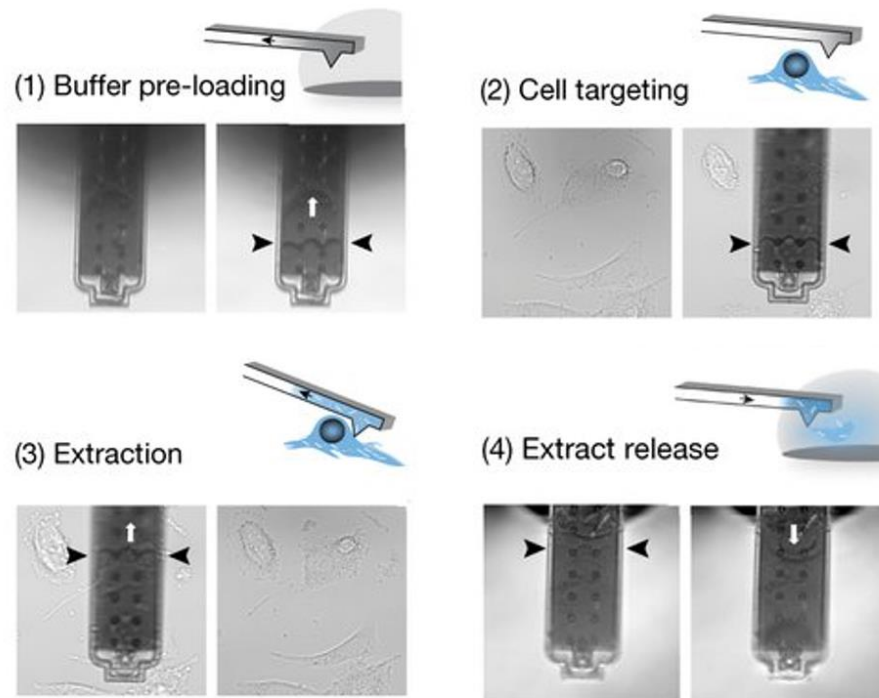 (1) Buffer pre-loading
(2) Cell targeting
(3) Extraction
(4) Extract release